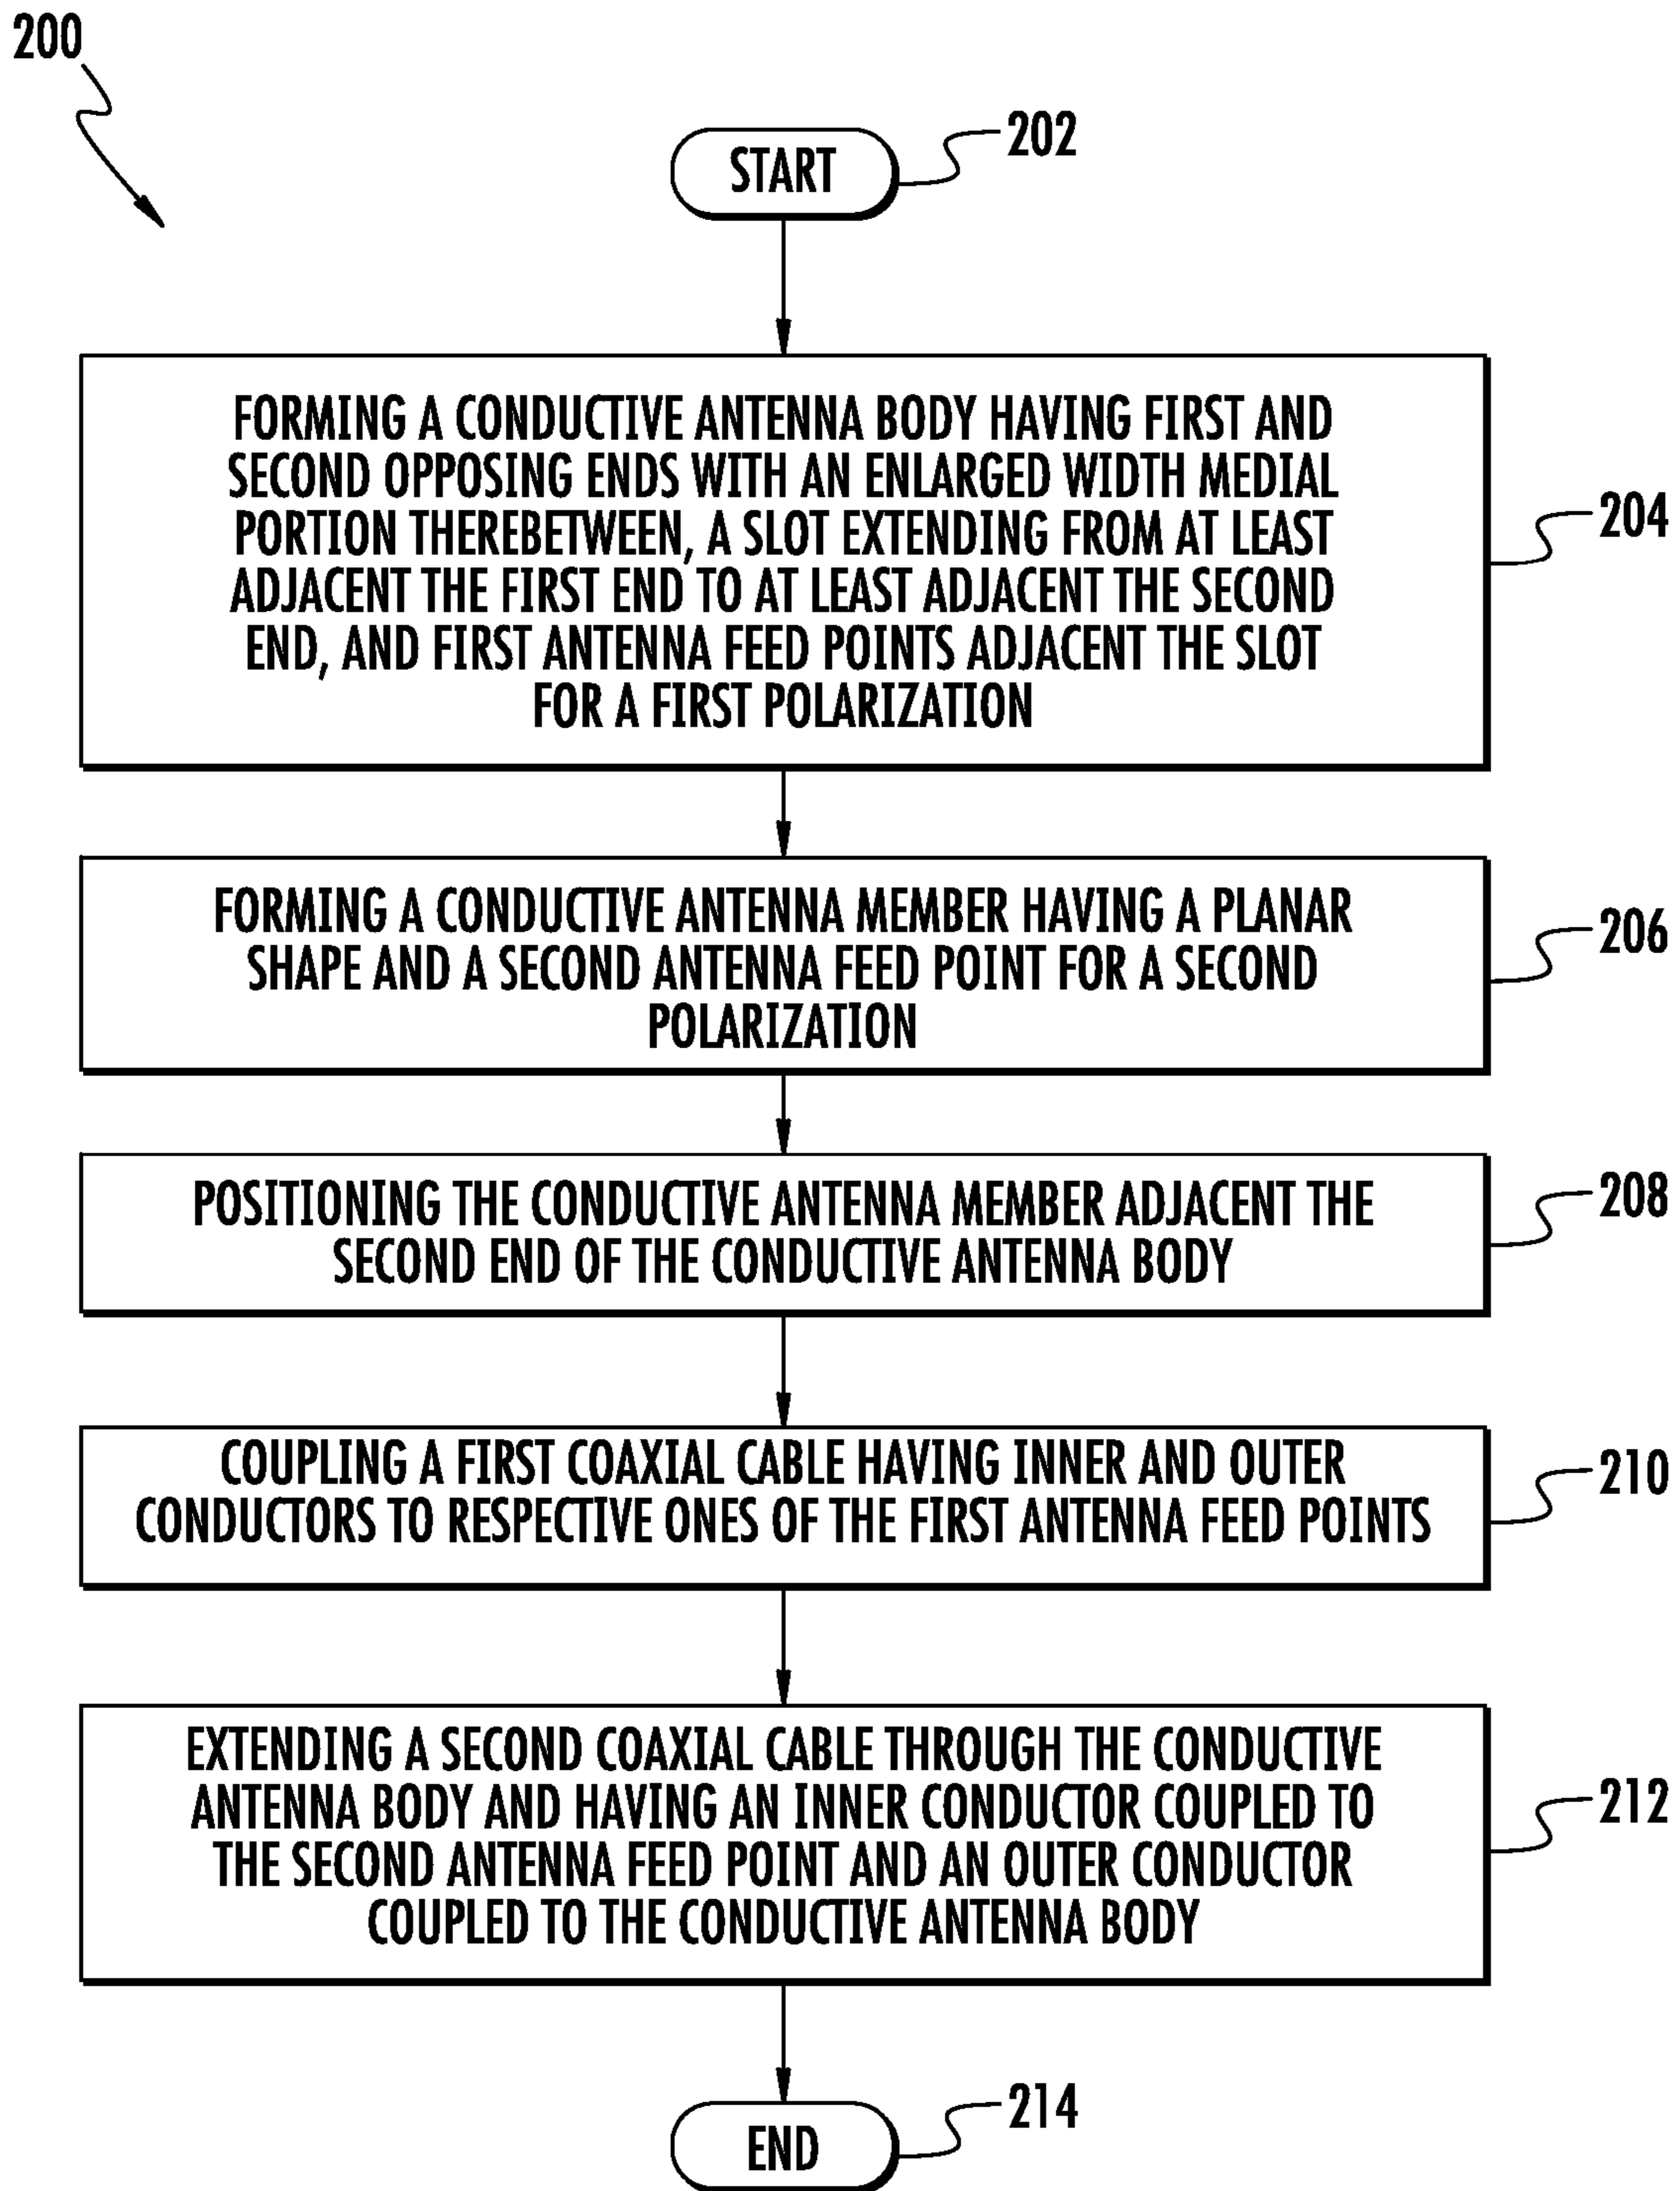 200
START
202
FORMING A CONDUCTIVE ANTENNA BODY HAVING FIRST AND
SECOND OPPOSING ENDS WITH AN ENLARGED WIDTH MEDIAL
PORTION THEREBETWEEN, A SLOT EXTENDING FROM AT LEAST
ADJACENT THE FIRST END TO AT LEAST ADJACENT THE SECOND
END, AND FIRST ANTENNA FEED POINTS ADJACENT THE SLOT
FOR A FIRST POLARIZATION
204
FORMING A CONDUCTIVE ANTENNA MEMBER HAVING A PLANAR
SHAPE AND A SECOND ANTENNA FEED POINT FOR A SECOND
POLARIZATION
206
POSITIONING THE CONDUCTIVE ANTENNA MEMBER ADJACENT THE
SECOND END OF THE CONDUCTIVE ANTENNA BODY
208
COUPLING A FIRST COAXIAL CABLE HAVING INNER AND OUTER
CONDUCTORS TO RESPECTIVE ONES OF THE FIRST ANTENNA FEED POINTS
210
EXTENDING A SECOND COAXIAL CABLE THROUGH THE CONDUCTIVE
ANTENNA BODY AND HAVING AN INNER CONDUCTOR COUPLED TO
THE SECOND ANTENNA FEED POINT AND AN OUTER CONDUCTOR
COUPLED TO THE CONDUCTIVE ANTENNA BODY
212
END
214